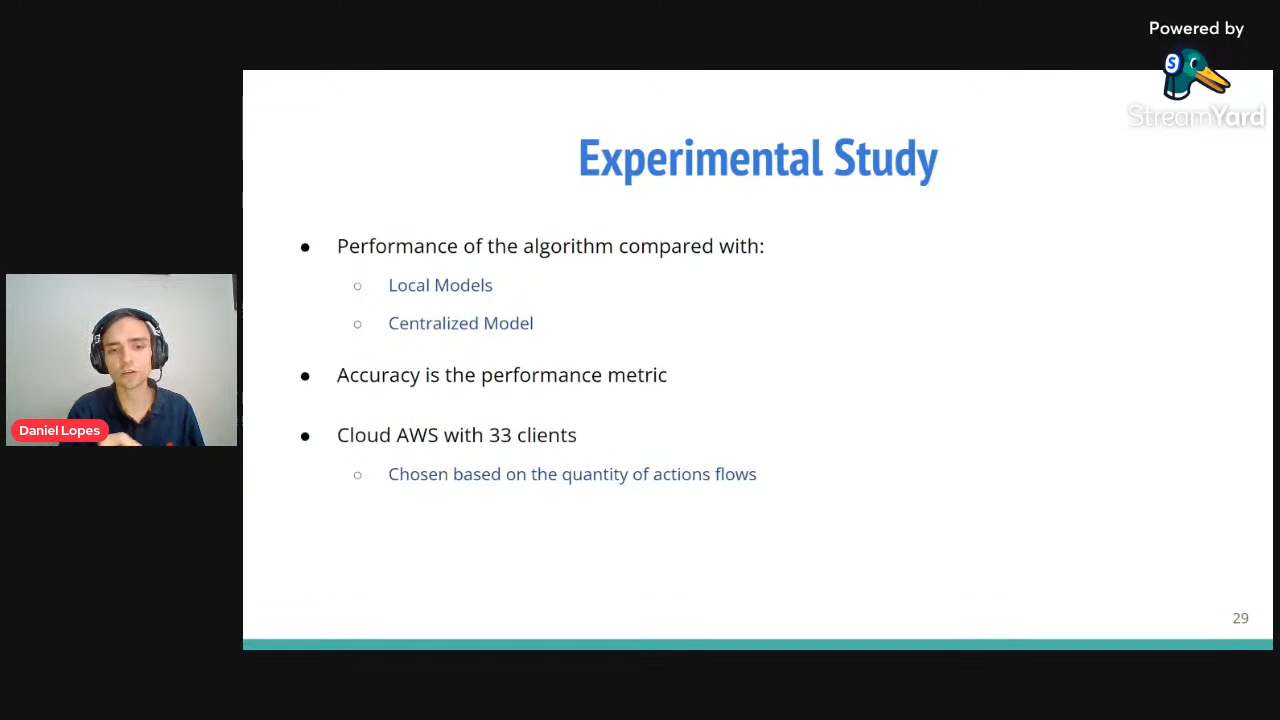 Powered by
S
StreamYard
Experimental Study
● Performance of the algorithm compared with:
○ Local Models
○ Centralized Model
● Accuracy is the performance metric
● Cloud AWS with 33 clients
○ Chosen based on the quantity of actions flows
Daniel Lopes
29